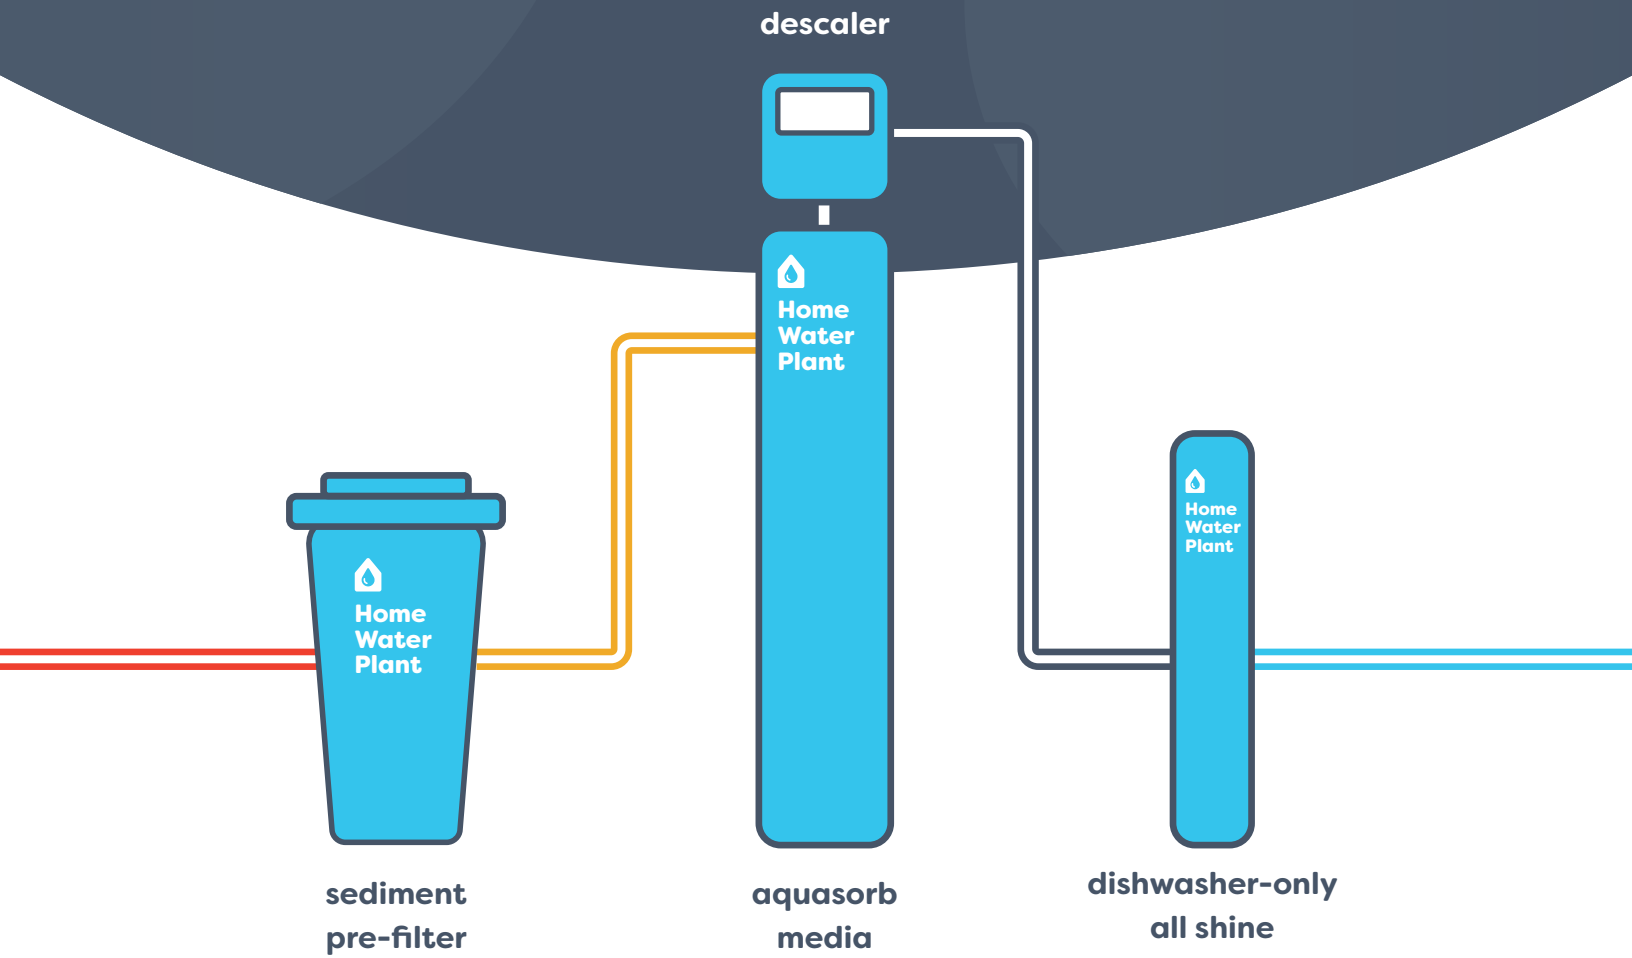 descaler
Home
Water
Plant
Home
Water
Plant
Home
Water
Plant
sediment
pre-filter
aquasorb
media
dishwasher-only
all shine